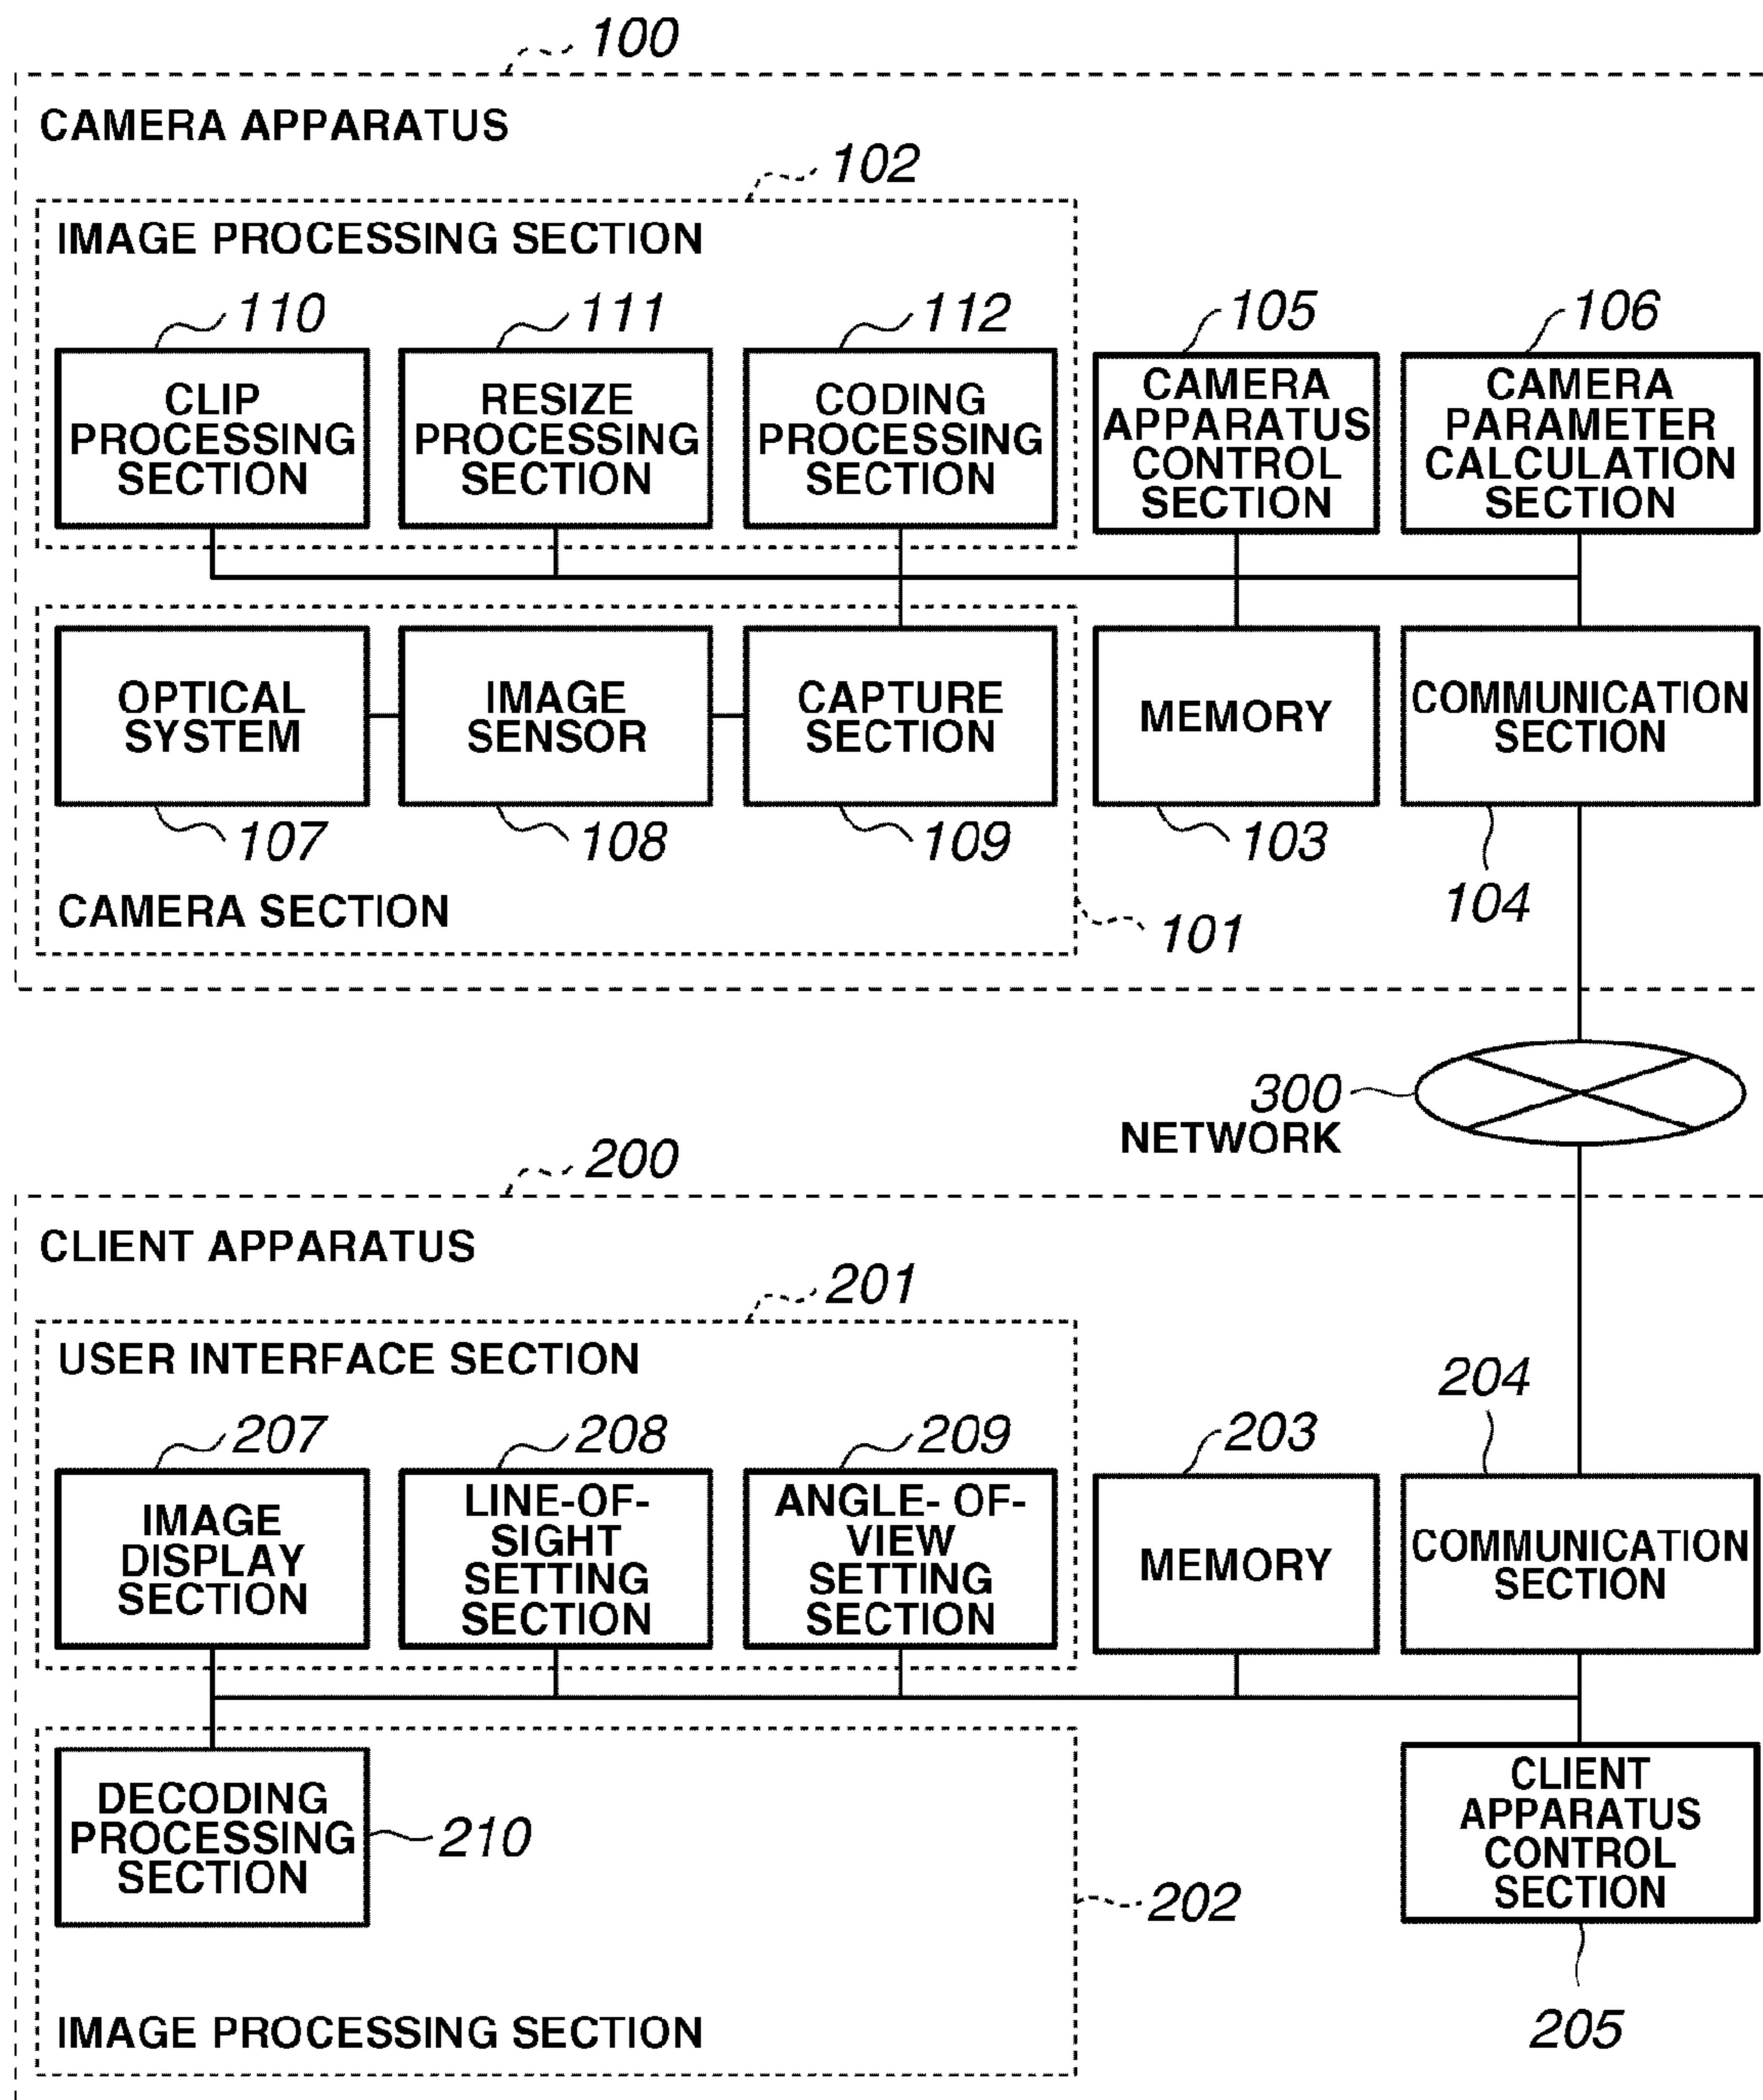 100
CAMERA APPARATUS
102
IMAGE PROCESSING SECTION
110
111
112
105
106
CLIP
PROCESSING
SECTION
RESIZE
PROCESSING
SECTION
CODING
PROCESSING
SECTION
CAMERA
APPARATUS
CONTROL
SECTION
CAMERA
PARAMETER
CALCULATION
SECTION
OPTICAL
SYSTEM
IMAGE
SENSOR
CAPTURE
SECTION
MEMORY
COMMUNICATION
SECTION
107
108
109
103
104
CAMERA SECTION
101
300
NETWORK
200
CLIENT APPARATUS
201
USER INTERFACE SECTION
204
207
208
209
203
IMAGE
DISPLAY
SECTION
LINE-OF-
SIGHT
SETTING
SECTION
ANGLE- OF-
VIEW
SETTING
SECTION
MEMORY
COMMUNICATION
SECTION
DECODING
PROCESSING
SECTION
210
CLIENT
APPARATUS
CONTROL
SECTION
202
205
IMAGE PROCESSING SECTION